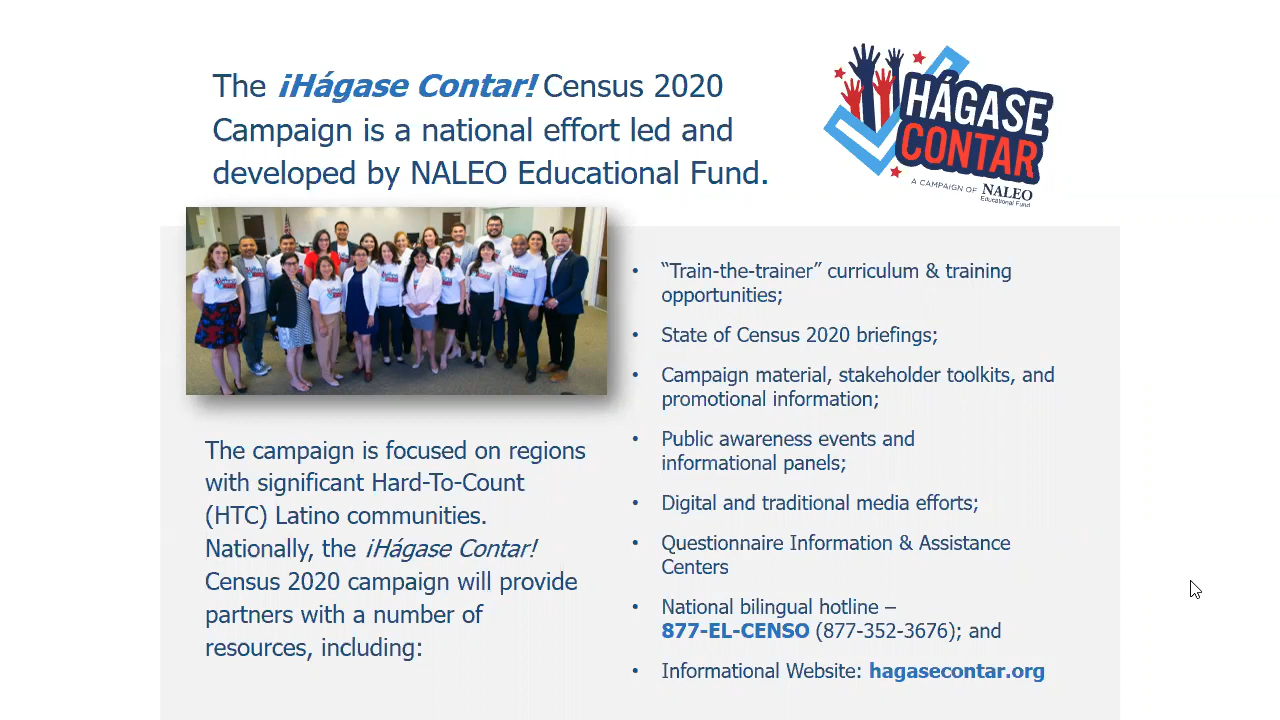 The ¡Hágase Contar! Census 2020
Campaign is a national effort led and
developed by NALEO Educational Fund.
HÁGASE
CONTAR
A CAMPAIGN OF NALEO
Educational Fund
The campaign is focused on regions
with significant Hard-To-Count
(HTC) Latino communities.
Nationally, the ¡Hágase Contar!
Census 2020 campaign will provide
partners with a number of
resources, including:
• “Train-the-trainer” curriculum & training
opportunities;
• State of Census 2020 briefings;
• Campaign material, stakeholder toolkits, and
promotional information;
• Public awareness events and
informational panels;
• Digital and traditional media efforts;
• Questionnaire Information & Assistance
Centers
• National bilingual hotline –
877-EL-CENSO (877-352-3676); and
• Informational Website: hagasecontar.org